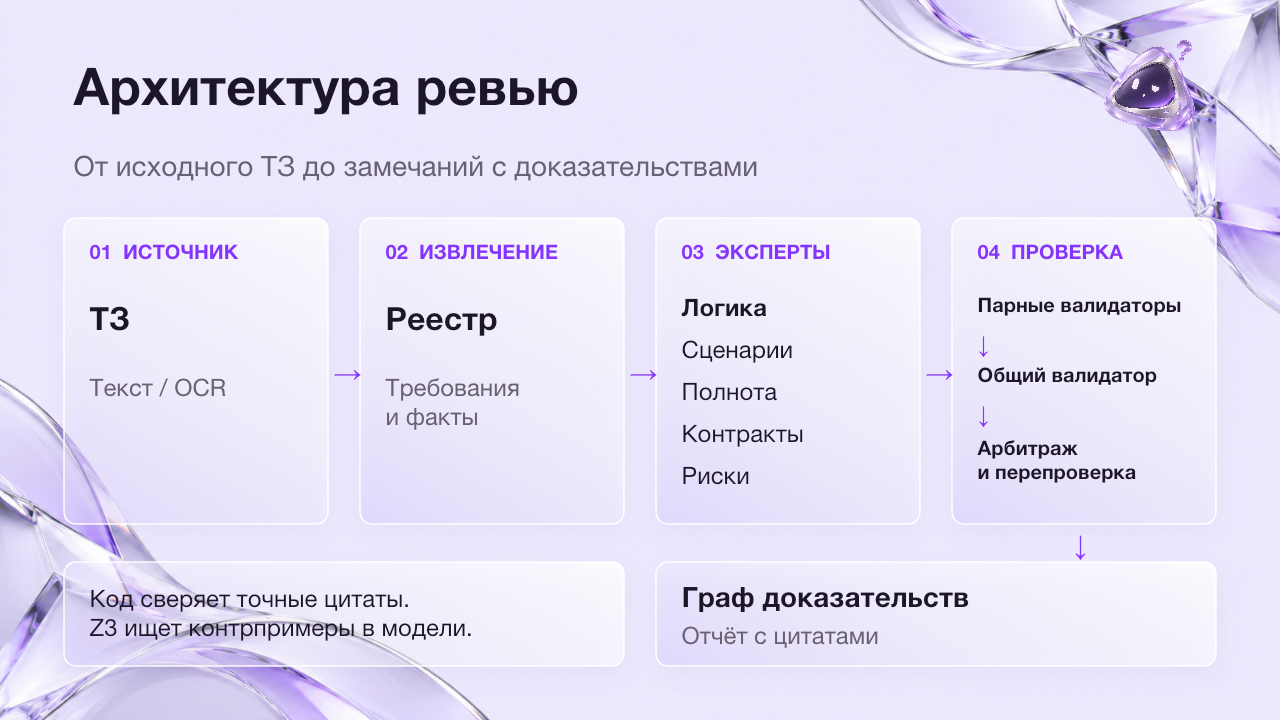 Архитектура ревью
От исходного ТЗ до замечаний с доказательствами
01 ИСТОЧНИК
ТЗ
Текст / OCR
→
02 ИЗВЛЕЧЕНИЕ
Реестр
Требования
и факты
→
03 ЭКСПЕРТЫ
Логика
Сценарии
Полнота
Контракты
Риски
→
04 ПРОВЕРКА
Парные валидаторы
↓
Общий валидатор
↓
Арбитраж
и перепроверка
↓
Код сверяет точные цитаты.
Z3 ищет контрпримеры в модели.
Граф доказательств
Отчёт с цитатами